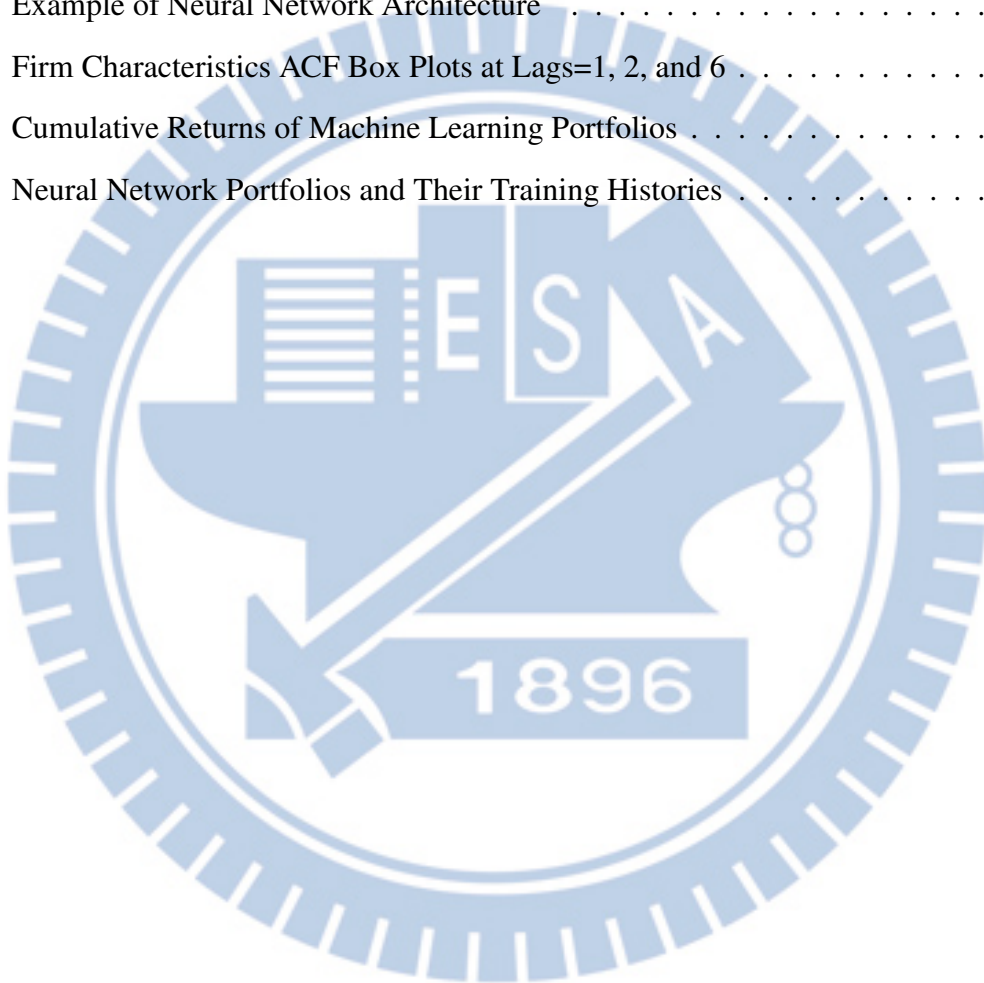 Example of Neural Network Architecture . . . . . . . . . . . . . . . . . .
Firm Characteristics ACF Box Plots at Lags=1, 2, and 6 . . . . . . . . . . .
Cumulative Returns of Machine Learning Portfolios . . . . . . . . . . . . .
Neural Network Portfolios and Their Training Histories . . . . . . . . . . .
E S A
1896